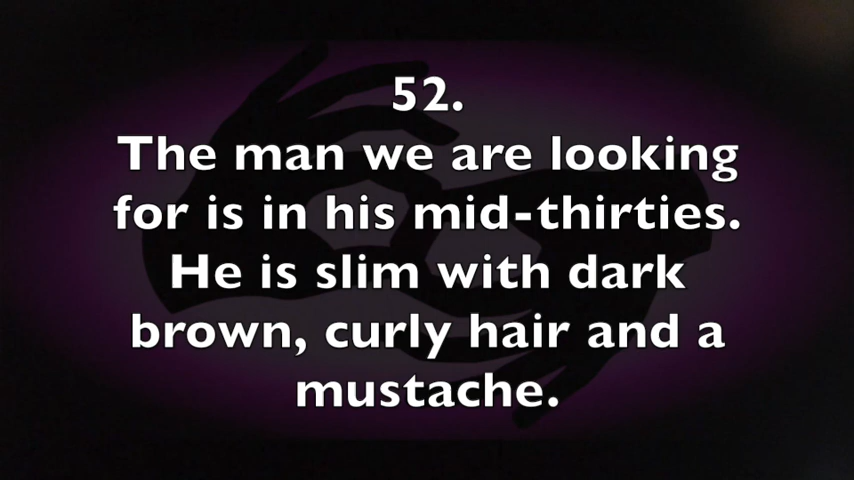 52.
The man we are looking
for is in his mid-thirties.
He is slim with dark
brown, curly hair and a
mustache.